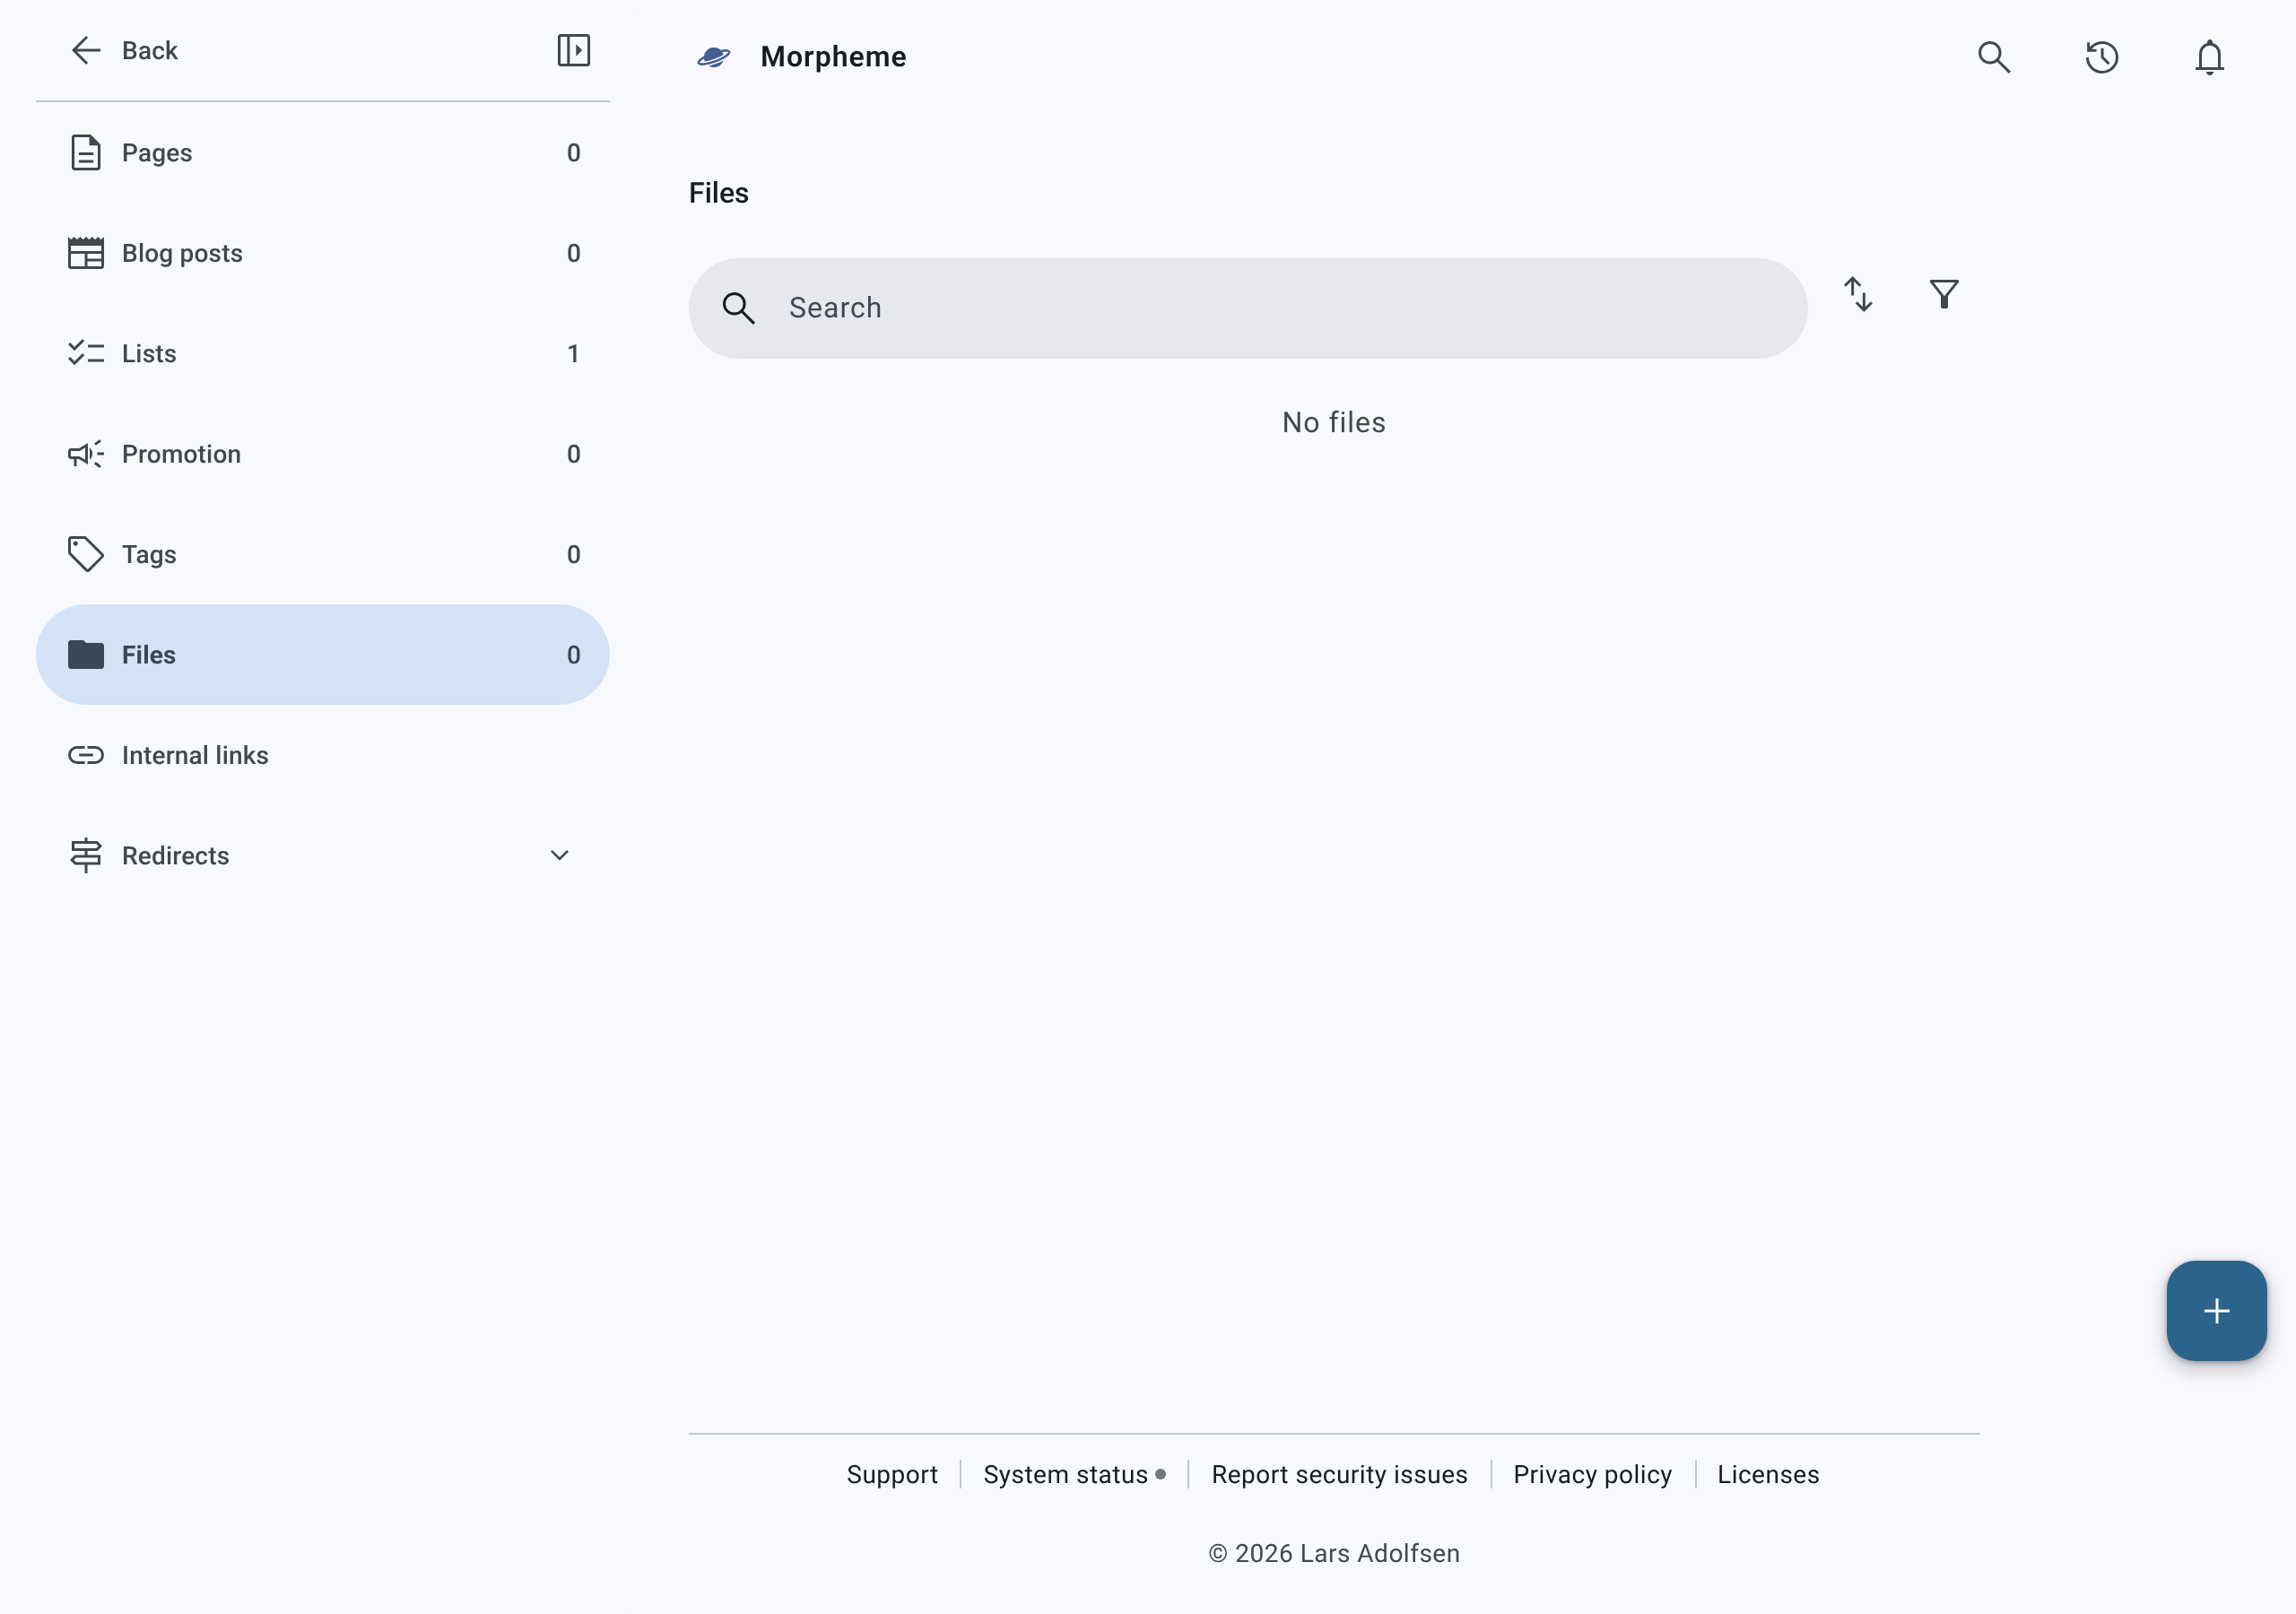 Back
Pages 0
Blog posts 0
Lists 1
Promotion 0
Tags 0
Files 0
Internal links
Redirects
Morpheme
Files
Search
No files
Support
System status
Report security issues
Privacy policy
Licenses
© 2026 Lars Adolfsen